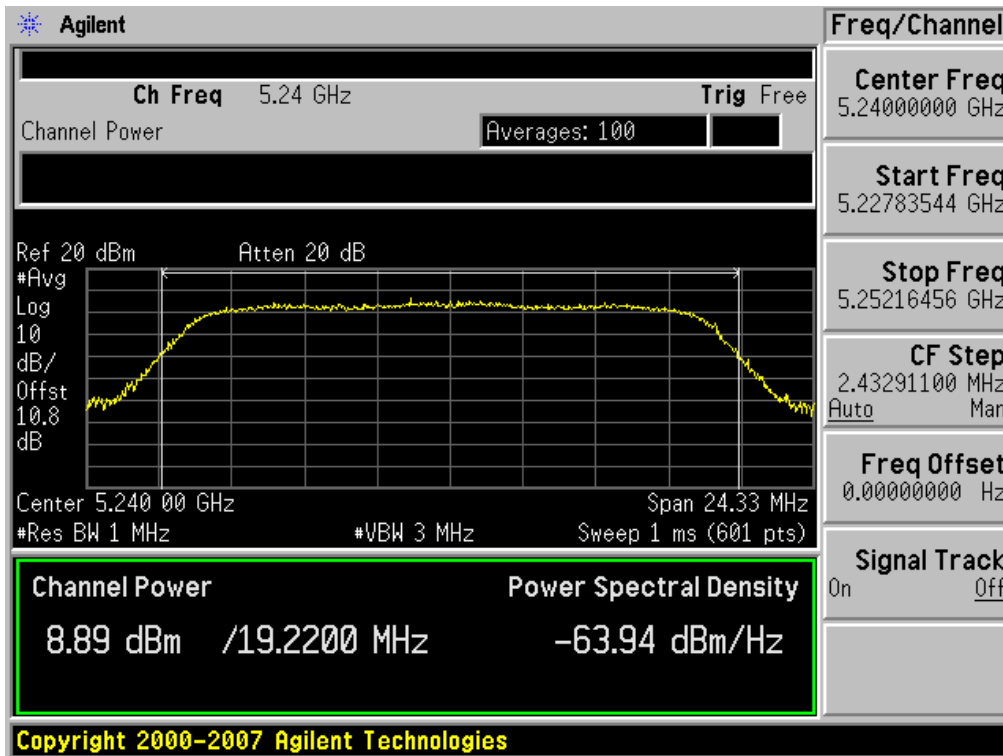 Agilent
Freq/Channel
Ch Freq 5.24 GHz Trig Free
Channel Power Averages: 100
Center Freq
5.24000000 GHz
Start Freq
5.22783544 GHz
Stop Freq
5.25216456 GHz
CF Step
2.43291100 MHz
Auto Man
Freq Offset
0.00000000 Hz
Signal Track
On Off
Ref 20 dBm Atten 20 dB
#Avg
Log
10
dB/
Offst
10.8
dB
Center 5.240 00 GHz Span 24.33 MHz
#Res BW 1 MHz #VBW 3 MHz Sweep 1 ms (601 pts)
Channel Power Power Spectral Density
8.89 dBm /19.2200 MHz -63.94 dBm/Hz
Copyright 2000-2007 Agilent Technologies